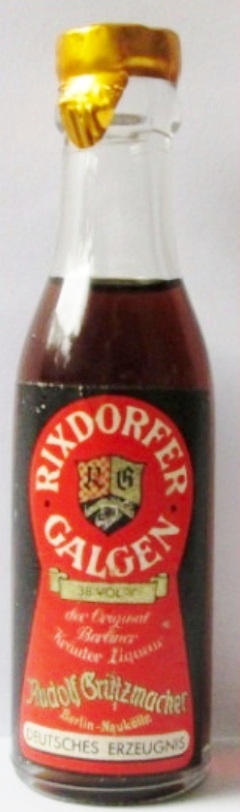 RIXDORFER
R G
GALGEN
38 VOL %
der Original
Berliner
Kräuter Liqueur
Rudolf Grützmacher
Berlin-Neukölln
DEUTSCHES ERZEUGNIS